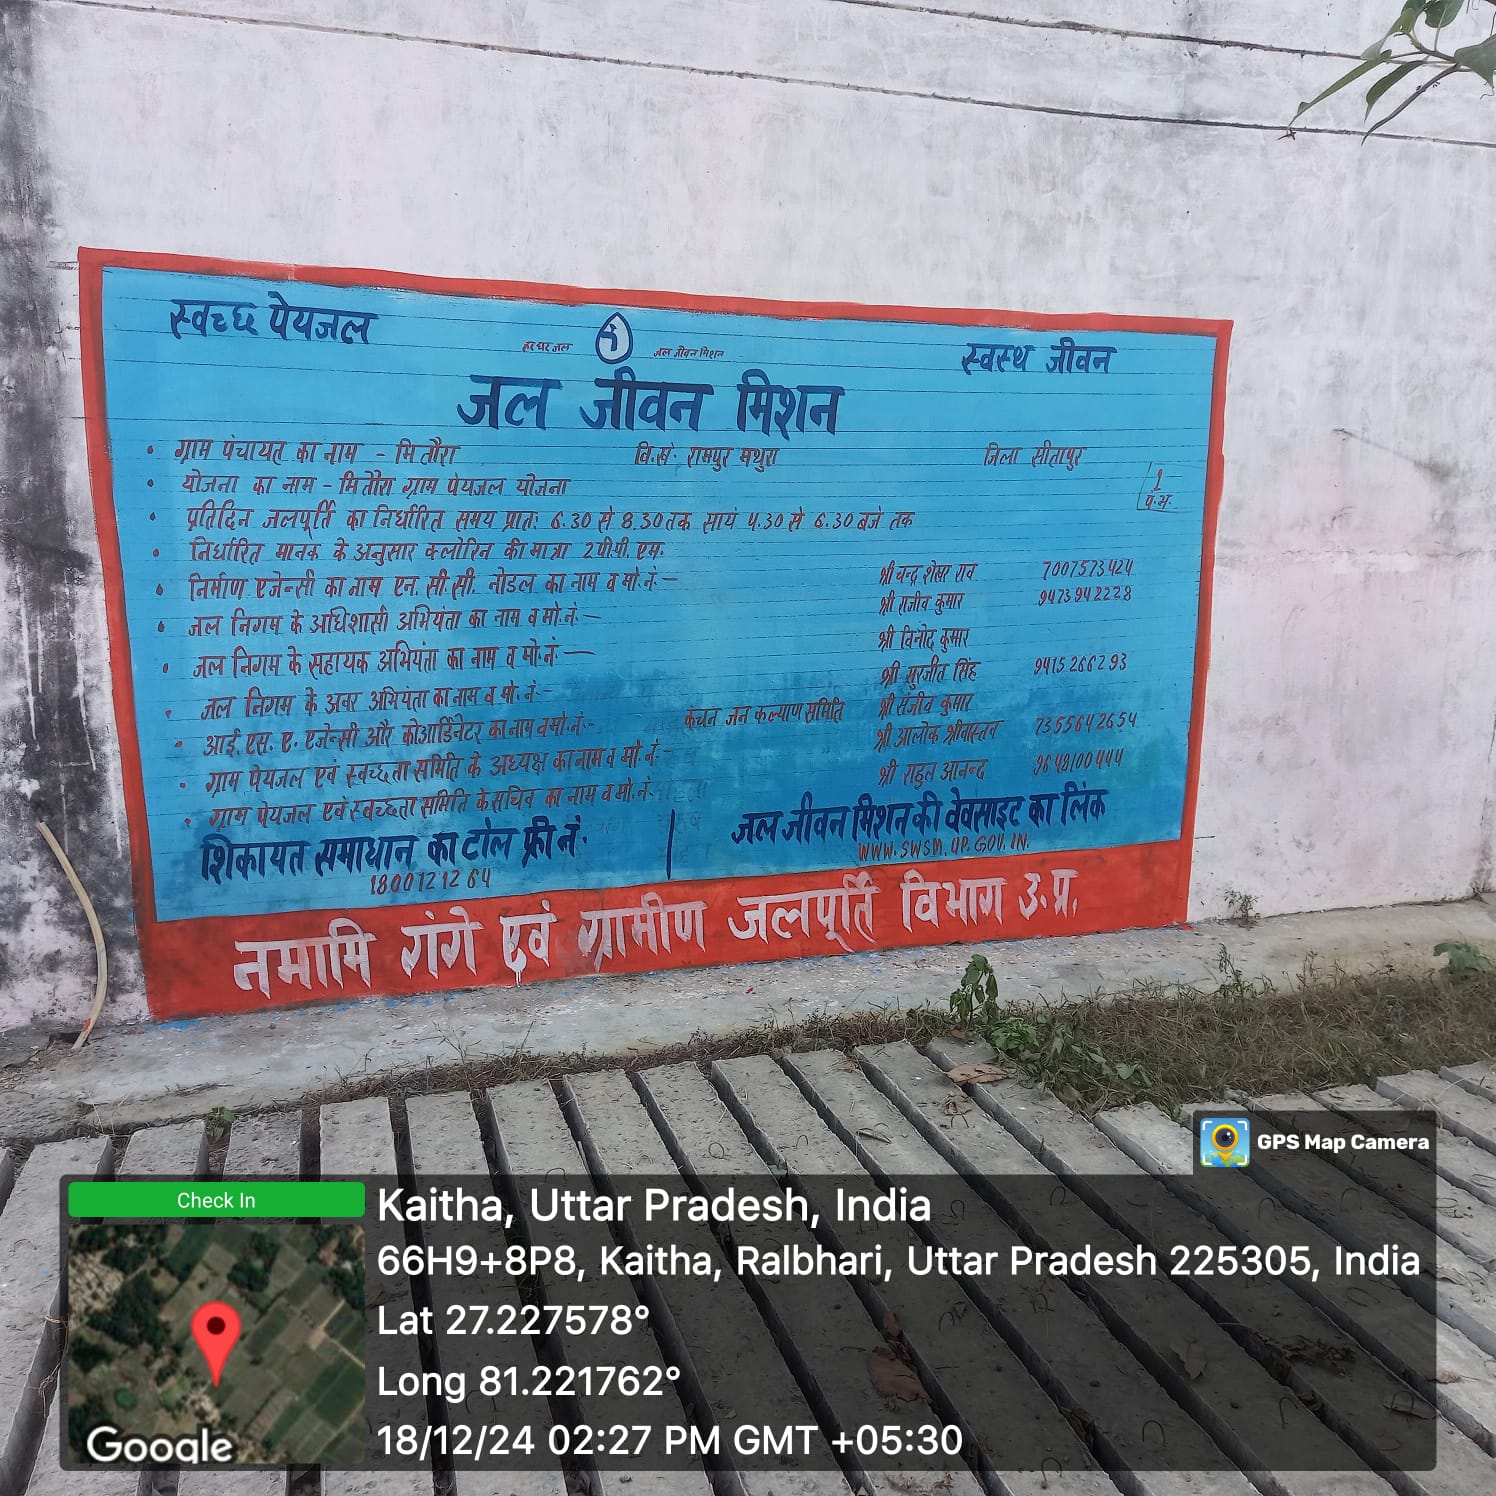 स्वच्छ पेयजल
हर घर जल
जल जीवन मिशन
स्वस्थ जीवन
जल जीवन मिशन
• ग्राम पंचायत का नाम - मितौरा वि.खं. रामपुर मथुरा जिला सीतापुर
• योजना का नाम - मितौरा ग्राम पेयजल योजना
1
पे.अ.
• प्रतिदिन जलपूर्ति का निर्धारित समय प्रातः 6.30 से 8.30 तक सायं 4.30 से 6.30 बजे तक
• निर्धारित मानक के अनुसार क्लोरिन की मात्रा 2 पी.पी. एम.
• निर्माण एजेन्सी का नाम एन. सी.सी. नोडल का नाम व मो.नं:- श्री चन्द्र शेखर राव 7007573424
• जल निगम के अधिशासी अभियंता का नाम व मो.नं:- श्री राजीव कुमार 9473942228
• जल निगम के सहायक अभियंता का नाम व मो.नं:- श्री विनोद कुमार
• जल निगम के अवर अभियंता का नाम व मो. नं:- श्री सुरजीत सिंह 9415266293
• आई. एस. ए. एजेन्सी और कोआर्डिनेटर का नाम व मो.नं:- कंचन जन कल्याण समिति श्री संजीव कुमार
• ग्राम पेयजल एवं स्वच्छता समिति के अध्यक्ष का नाम व मो.नं:- श्री आलोक श्रीवास्तव 7355642654
• ग्राम पेयजल एवं स्वच्छता समिति के सचिव का नाम व मो.नं. श्री राहुल आनन्द 9648100444
शिकायत समाधान का टोल फ्री नं. | जल जीवन मिशन की वेवसाइट का लिंक
1800121264 WWW.SWSM.UP.GOV.IN.
नमामि गंगे एवं ग्रामीण जलपूर्ति विभाग उ.प्र.
GPS Map Camera
Check In
Kaitha, Uttar Pradesh, India
66H9+8P8, Kaitha, Ralbhari, Uttar Pradesh 225305, India
Lat 27.227578°
Long 81.221762°
18/12/24 02:27 PM GMT +05:30
Google